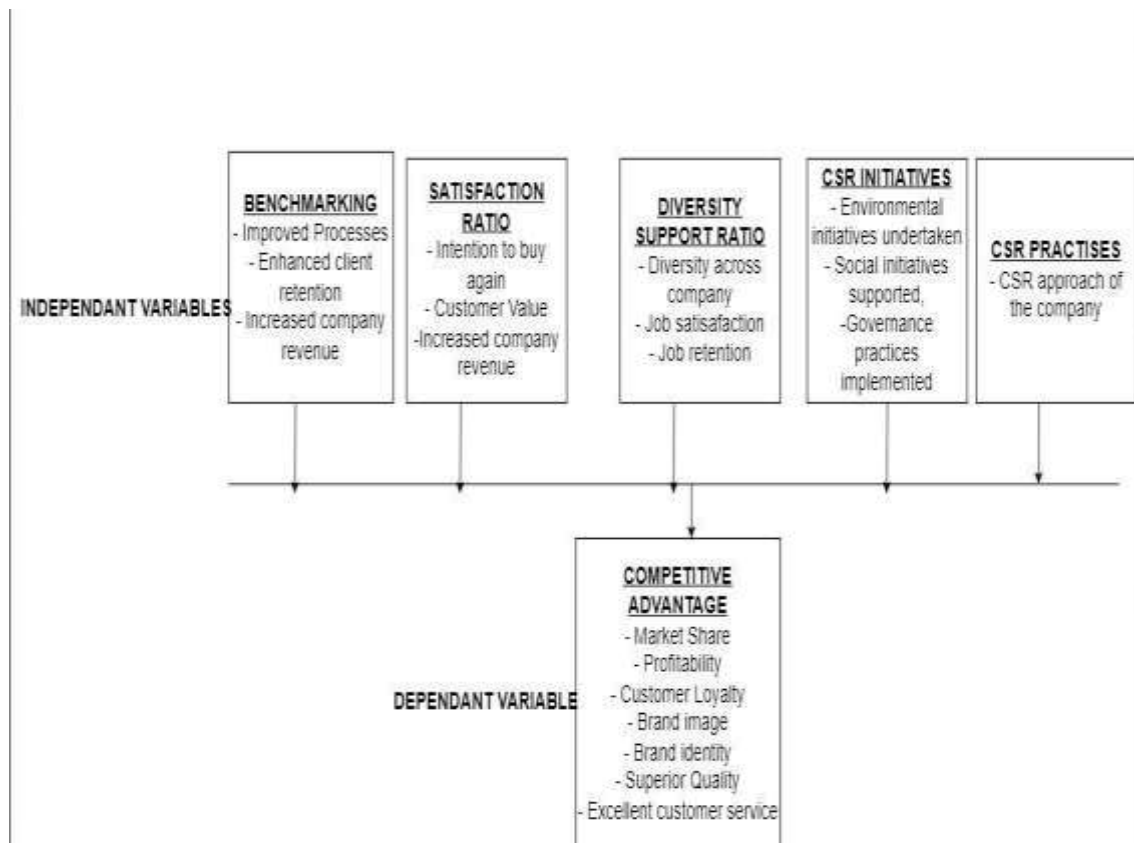 INDEPENDANT VARIABLES
BENCHMARKING
- Improved Processes
- Enhanced client
retention
- Increased company
revenue
SATISFACTION
RATIO
- Intention to buy
again
- Customer Value
-Increased company
revenue
DIVERSITY
SUPPORT RATIO
- Diversity across
company
- Job satisafaction
- Job retention
CSR INITIATIVES
- Environmental
initiatives undertaken
- Social initiatives
supported,
-Governance
practices
implemented
CSR PRACTISES
- CSR approach of
the company
DEPENDANT VARIABLE
COMPETITIVE
ADVANTAGE
- Market Share
- Profitability
- Customer Loyalty
- Brand image
- Brand identity
- Superior Quality
- Excellent customer service